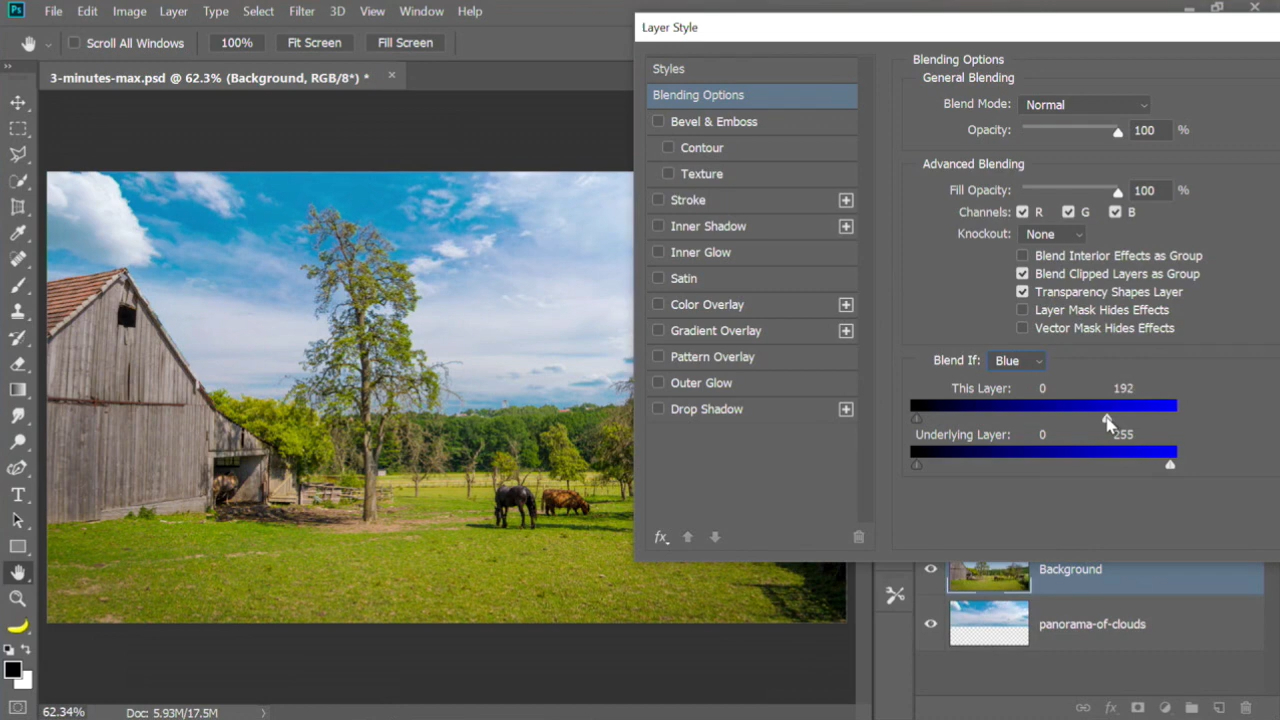 Ps File Edit Image Layer Type Select Filter 3D View Window Help
Layer Style
Scroll All Windows 100% Fit Screen Fill Screen
3-minutes-max.psd @ 62.3% (Background, RGB/8*) * ×
Styles
Blending Options
Bevel & Emboss
Contour
Texture
Stroke
Inner Shadow
Inner Glow
Satin
Color Overlay
Gradient Overlay
Pattern Overlay
Outer Glow
Drop Shadow
fx
Blending Options
General Blending
Blend Mode: Normal
Opacity: 100 %
Advanced Blending
Fill Opacity: 100 %
Channels: R G B
Knockout: None
Blend Interior Effects as Group
Blend Clipped Layers as Group
Transparency Shapes Layer
Layer Mask Hides Effects
Vector Mask Hides Effects
Blend If: Blue
This Layer: 0 192
Underlying Layer: 0 255
Background
panorama-of-clouds
fx
62.34% Doc: 5.93M/17.5M